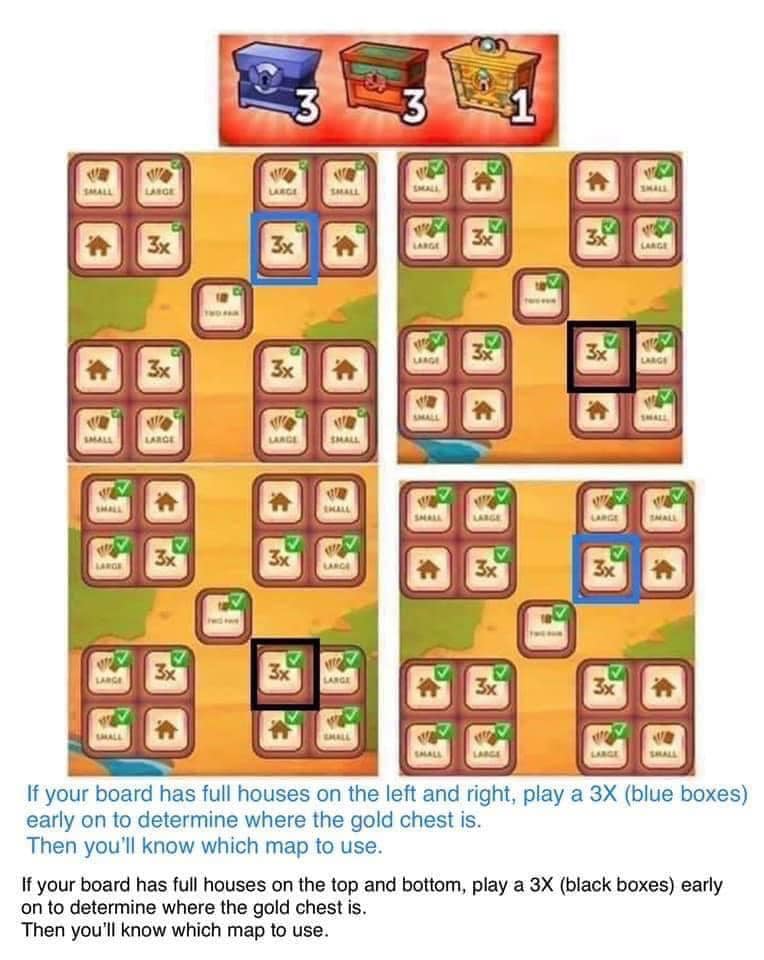 3 3 1
SMALL LARGE LARGE SMALL
3x 3x
TWO PAIR
3x 3x
SMALL LARGE LARGE SMALL
SMALL SMALL
LARGE 3x 3x LARGE
TWO PAIR
LARGE 3x 3x LARGE
SMALL SMALL
SMALL SMALL
LARGE 3x 3x LARGE
TWO PAIR
LARGE 3x 3x LARGE
SMALL SMALL
SMALL LARGE LARGE SMALL
3x 3x
TWO PAIR
3x 3x
SMALL LARGE LARGE SMALL
If your board has full houses on the left and right, play a 3X (blue boxes)
early on to determine where the gold chest is.
Then you'll know which map to use.
If your board has full houses on the top and bottom, play a 3X (black boxes) early
on to determine where the gold chest is.
Then you'll know which map to use.